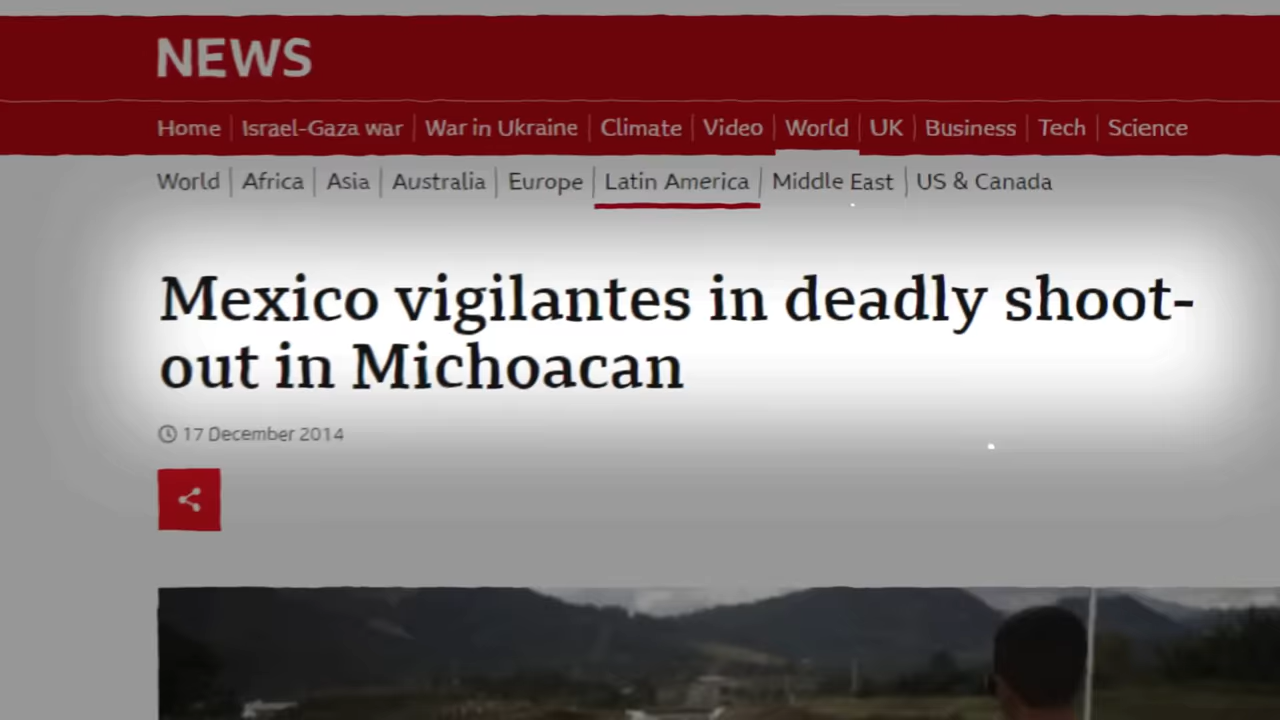 NEWS
Home Israel-Gaza war War in Ukraine Climate Video World UK Business Tech Science
World Africa Asia Australia Europe Latin America Middle East US & Canada
Mexico vigilantes in deadly shoot-
out in Michoacan
17 December 2014